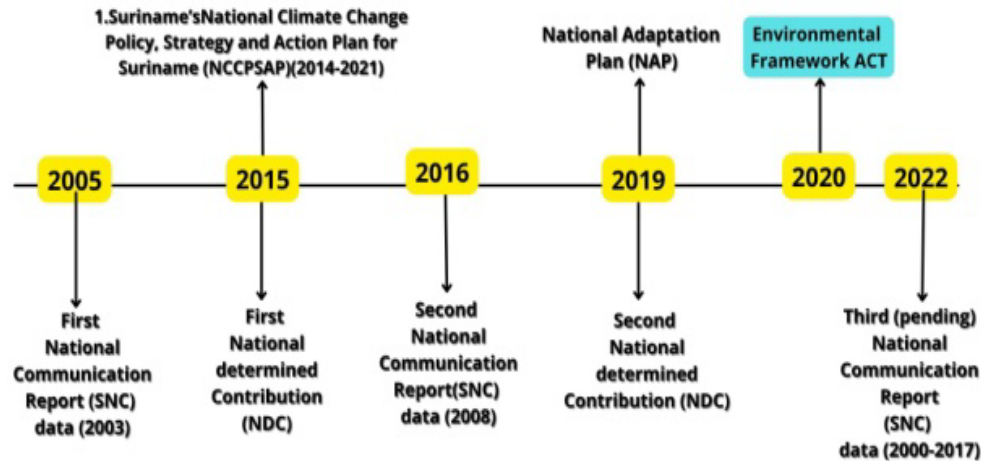 1.Suriname'sNational Climate Change
Policy, Strategy and Action Plan for
Suriname (NCCPSAP)(2014-2021)
National Adaptation
Plan (NAP)
Environmental
Framework ACT
2005
2015
2016
2019
2020
2022
First
National
Communication
Report (SNC)
data (2003)
First
National
determined
Contribution
(NDC)
Second
National
Communication
Report(SNC)
data (2008)
Second
National
determined
Contribution (NDC)
Third (pending)
National
Communication
Report
(SNC)
data (2000-2017)